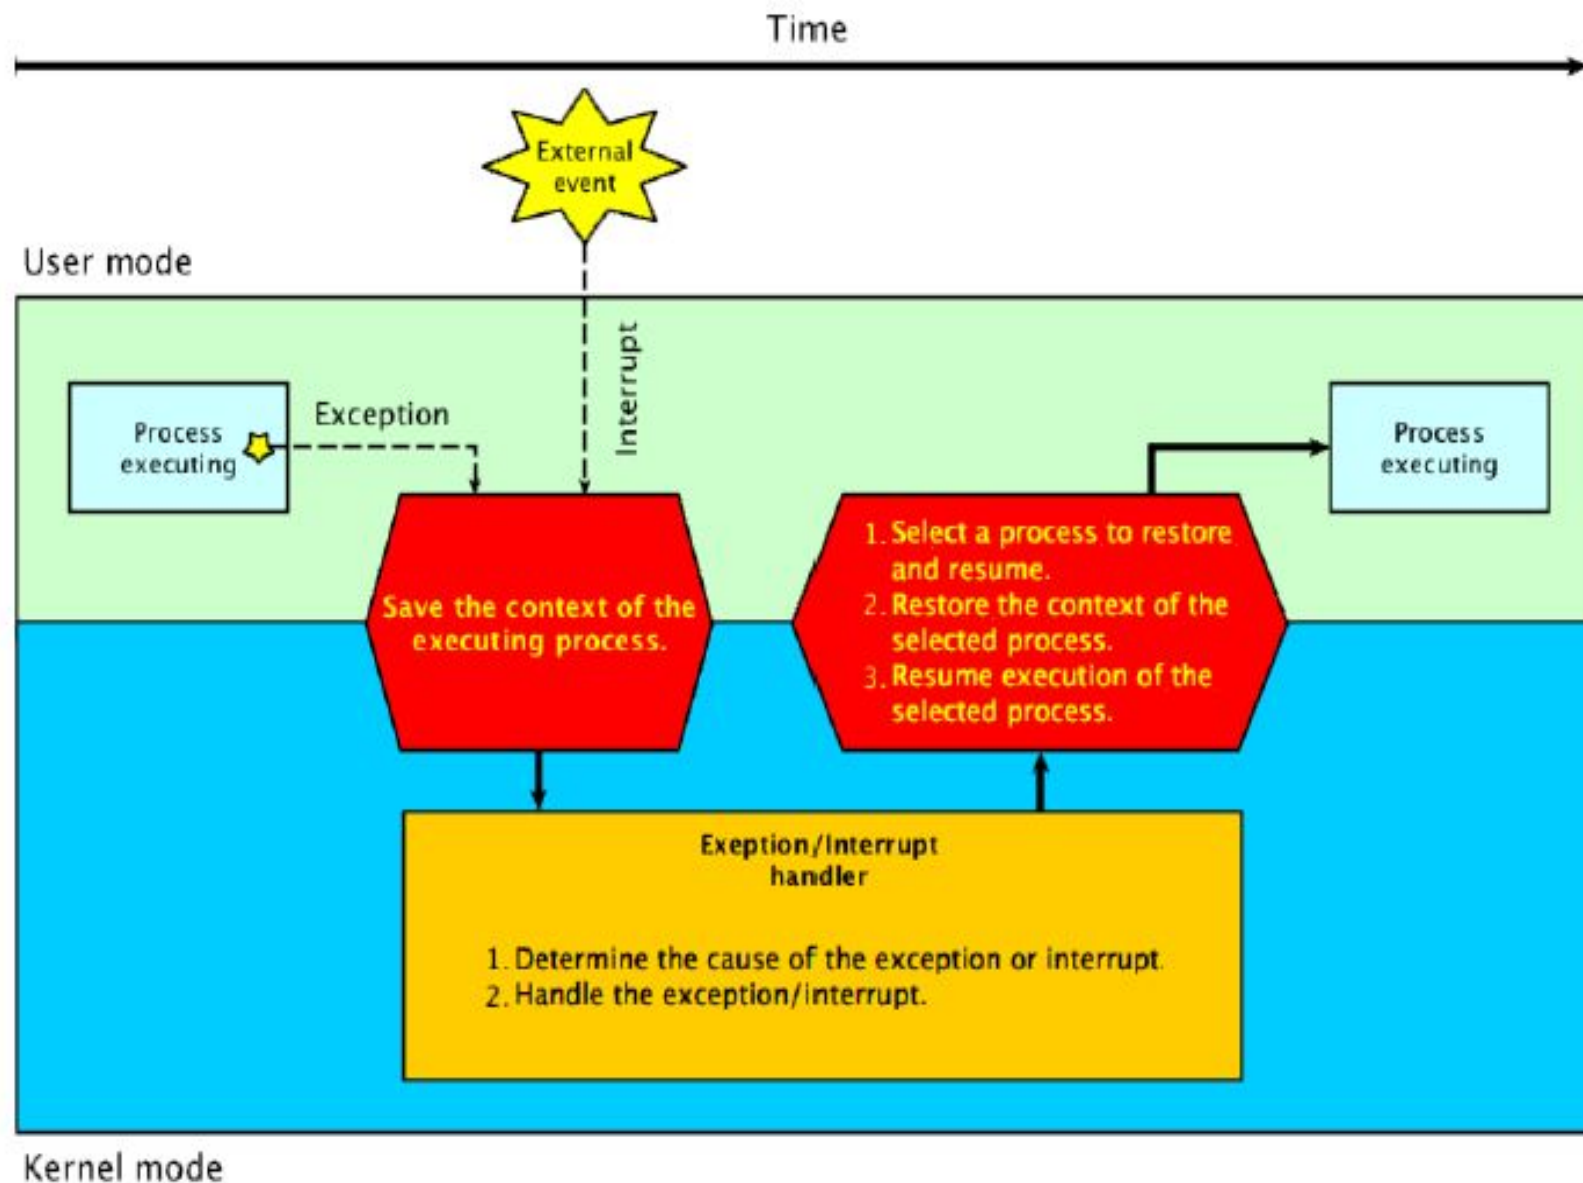 Time
External
event
User mode
Interrupt
Exception
Process
executing
Process
executing
Save the context of the
executing process.
1. Select a process to restore
and resume.
2. Restore the context of the
selected process.
3. Resume execution of the
selected process.
Exeption/Interrupt
handler
1. Determine the cause of the exception or interrupt.
2. Handle the exception/interrupt.
Kernel mode